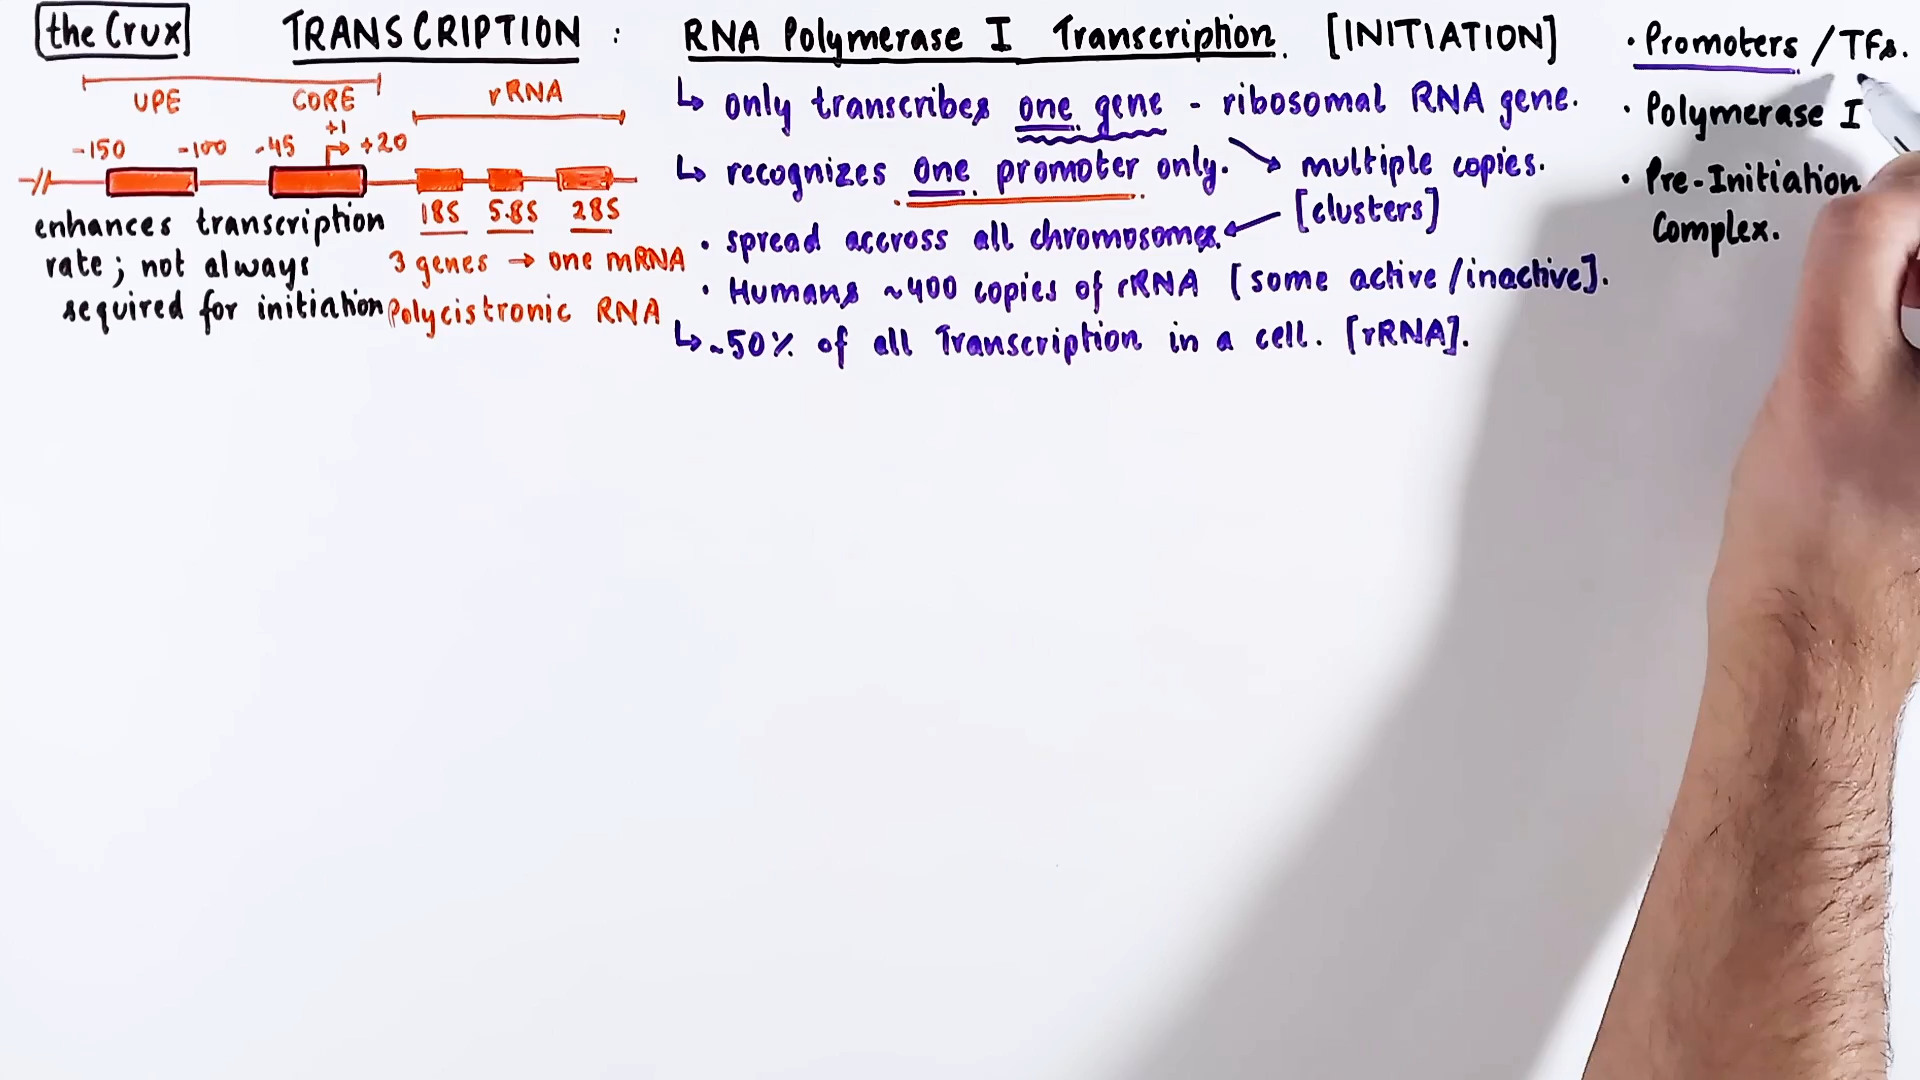 the Crux
TRANSCRIPTION : RNA Polymerase I Transcription. [INITIATION]
UPE CORE rRNA
+1
-150 -100 -45 +20
18S 5.8S 28S
enhances transcription
rate ; not always
required for initiation
3 genes → one mRNA
Polycistronic RNA
↳ only transcribes one gene - ribosomal RNA gene.
↳ recognizes one promoter only. → multiple copies.
[clusters]
• spread accross all chromosomes.
• Humans ~400 copies of rRNA [some active/inactive].
↳ ~50% of all Transcription in a cell. [rRNA].
• Promoters / TFs.
• Polymerase I
• Pre-Initiation
Complex.